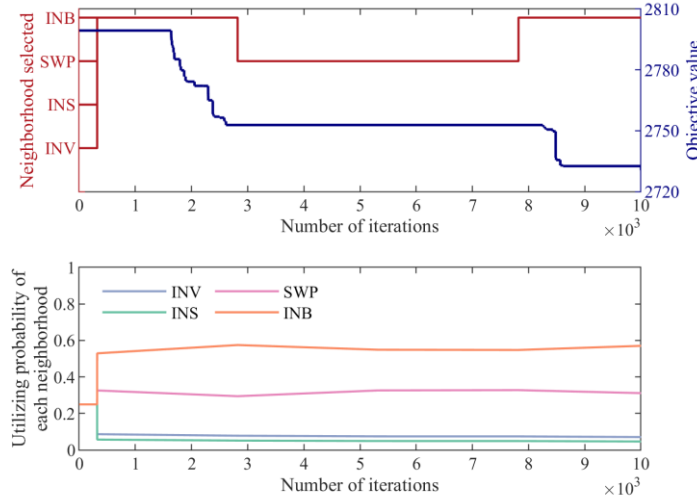 INB
SWP
INS
INV
Neighborhood selected
2810
2780
2750
2720
Objective value
0 1 2 3 4 5 6 7 8 9 10
Number of iterations
×10³
1
0.8
0.6
0.4
0.2
0
Utilizing probability of
each neighborhood
INV SWP
INS INB
0 1 2 3 4 5 6 7 8 9 10
Number of iterations
×10³